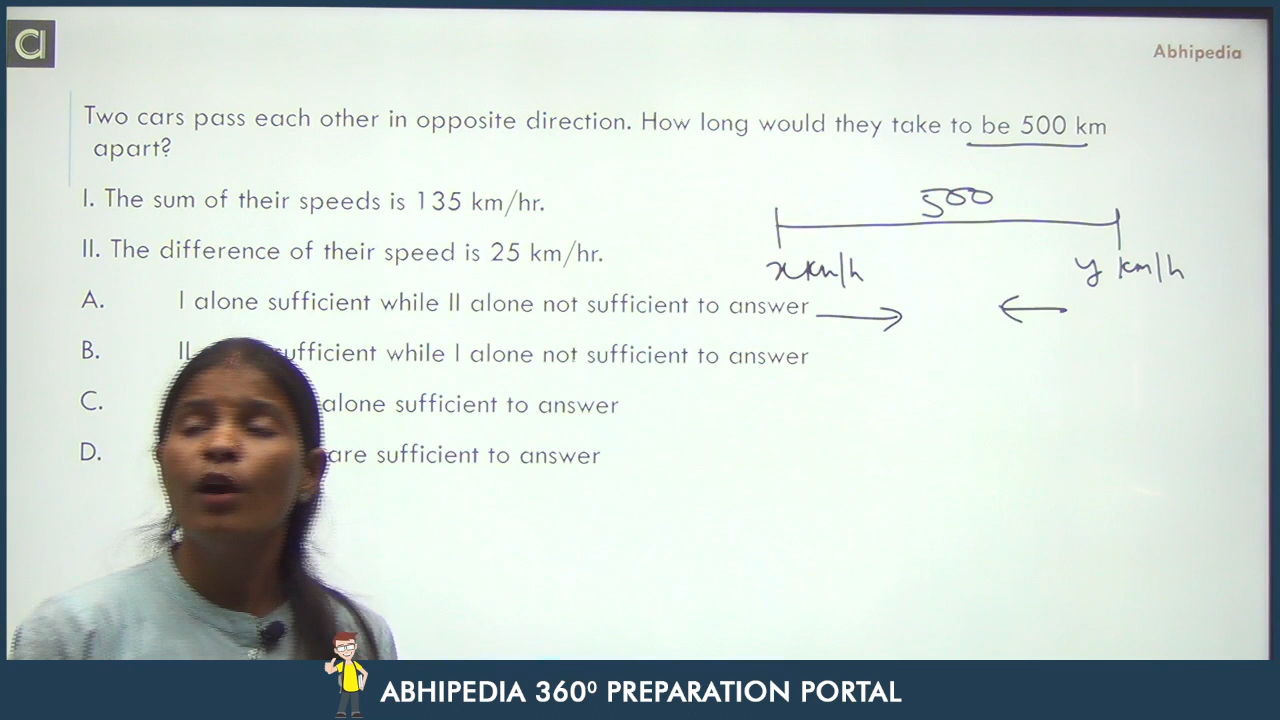 Abhipedia
Two cars pass each other in opposite direction. How long would they take to be 500 km
apart?
I. The sum of their speeds is 135 km/hr.
II. The difference of their speed is 25 km/hr.
500
x km/h
y km/h
A. I alone sufficient while II alone not sufficient to answer
B. II sufficient while I alone not sufficient to answer
C. alone sufficient to answer
D. are sufficient to answer
ABHIPEDIA 360⁰ PREPARATION PORTAL